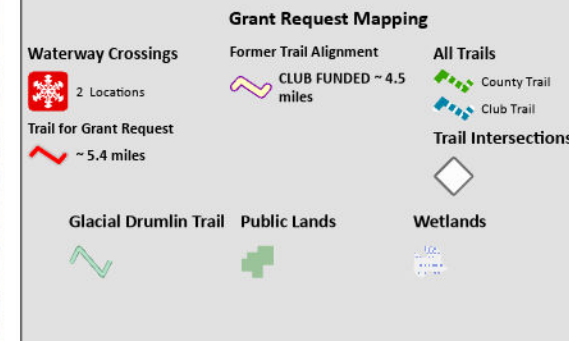 Grant Request Mapping
Waterway Crossings
2 Locations
Trail for Grant Request
~ 5.4 miles
Former Trail Alignment
CLUB FUNDED ~ 4.5
miles
All Trails
County Trail
Club Trail
Trail Intersections
Glacial Drumlin Trail
Public Lands
Wetlands